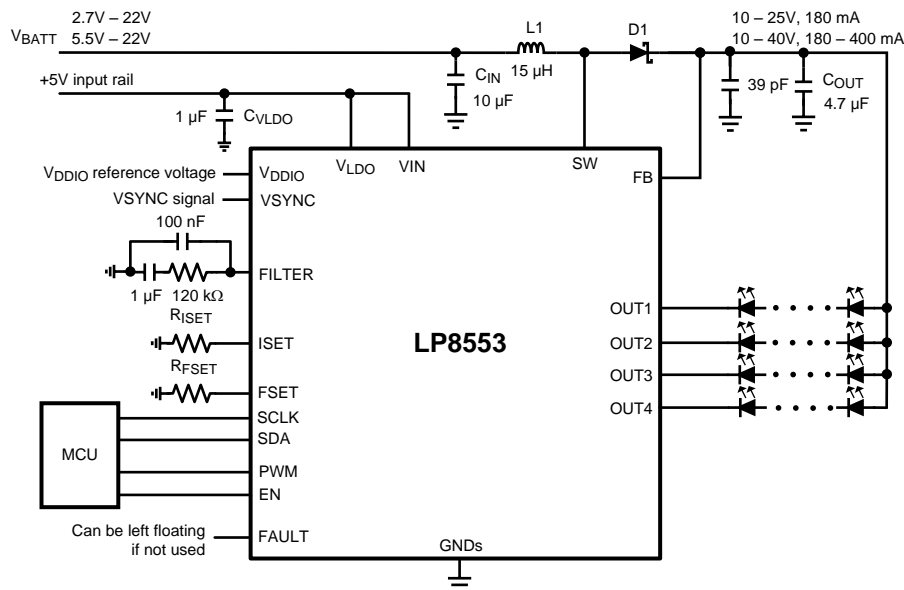 2.7V – 22V
VBATT 5.5V – 22V
L1
D1
10 – 25V, 180 mA
10 – 40V, 180 – 400 mA
15 µH
CIN
10 µF
39 pF
COUT
4.7 µF
+5V input rail
1 µF
CVLDO
VLDO
VIN
SW
FB
VDDIO reference voltage
VDDIO
VSYNC signal
VSYNC
100 nF
FILTER
1 µF
120 kΩ
RISET
ISET
RFSET
FSET
LP8553
OUT1
OUT2
OUT3
OUT4
MCU
SCLK
SDA
PWM
EN
Can be left floating
if not used
FAULT
GNDs